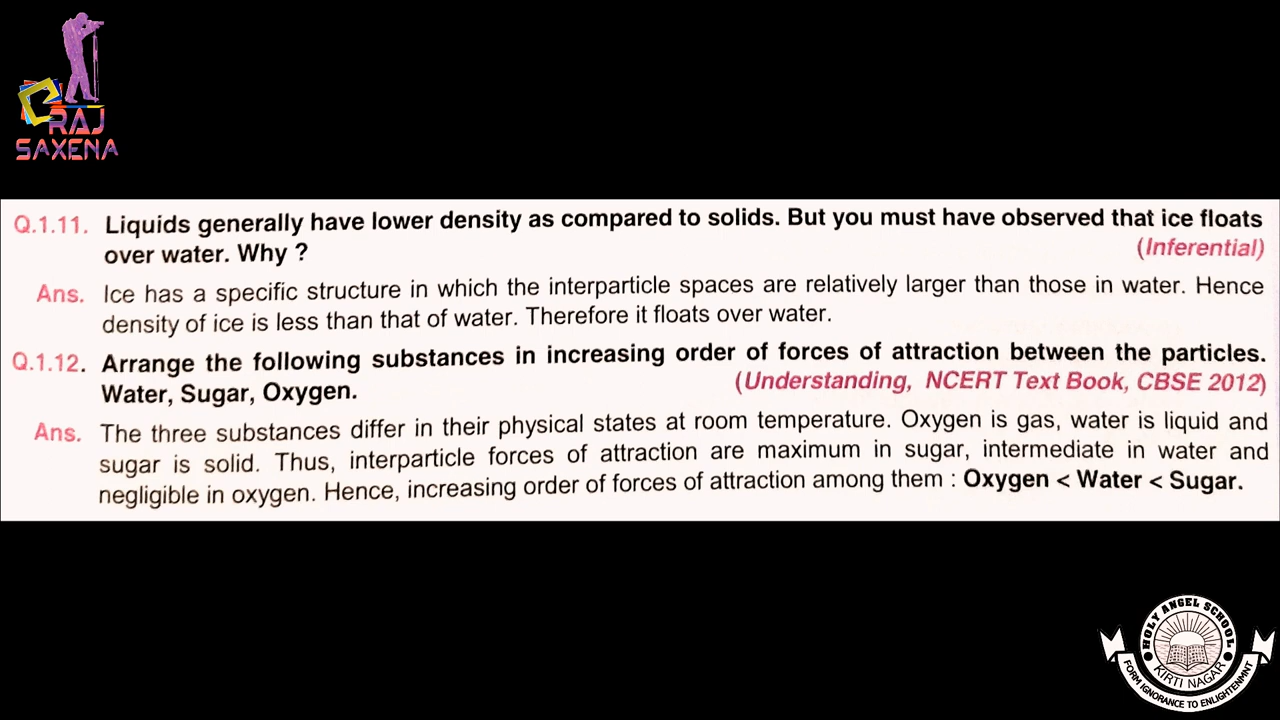 RAJ
SAXENA
Q.1.11. Liquids generally have lower density as compared to solids. But you must have observed that ice floats
over water. Why ? (Inferential)
Ans. Ice has a specific structure in which the interparticle spaces are relatively larger than those in water. Hence
density of ice is less than that of water. Therefore it floats over water.
Q.1.12. Arrange the following substances in increasing order of forces of attraction between the particles.
Water, Sugar, Oxygen. (Understanding, NCERT Text Book, CBSE 2012)
Ans. The three substances differ in their physical states at room temperature. Oxygen is gas, water is liquid and
sugar is solid. Thus, interparticle forces of attraction are maximum in sugar, intermediate in water and
negligible in oxygen. Hence, increasing order of forces of attraction among them : Oxygen < Water < Sugar.
HOLY ANGEL SCHOOL
KIRTI NAGAR
FORM IGNORANCE TO ENLIGHTENMNT